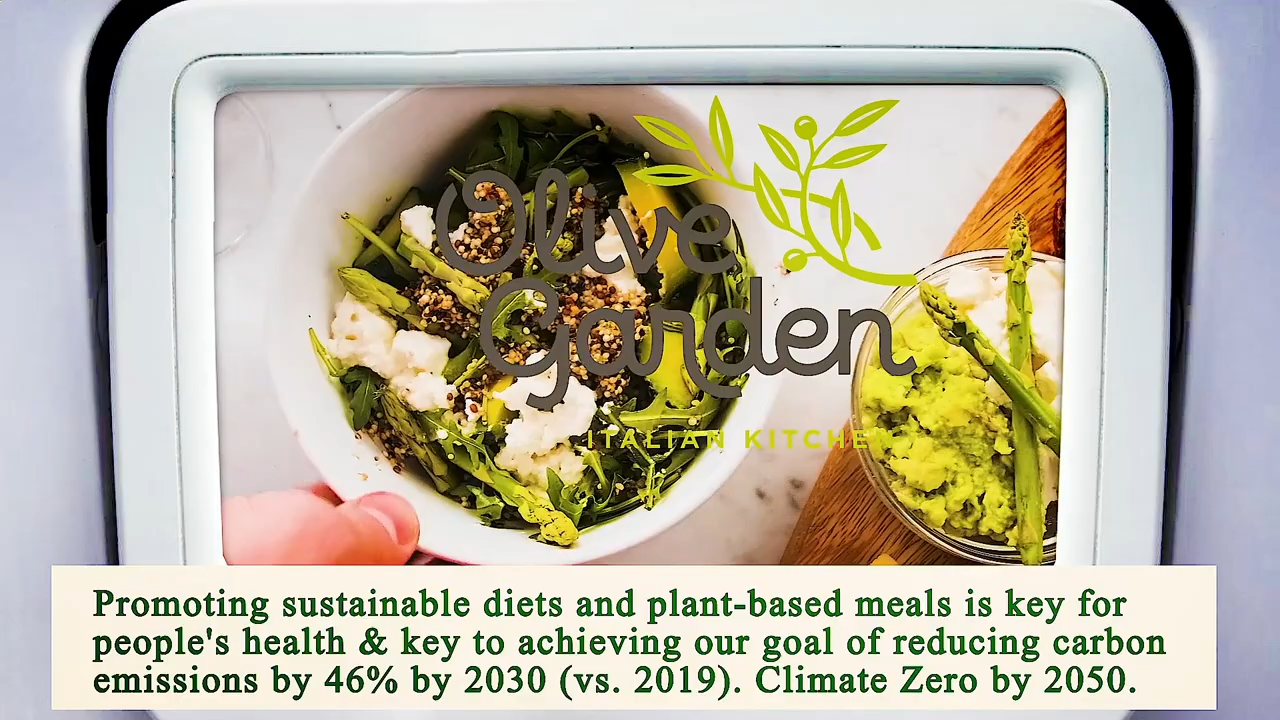 Olive
Garden
ITALIAN KITCHEN
Promoting sustainable diets and plant-based meals is key for
people's health & key to achieving our goal of reducing carbon
emissions by 46% by 2030 (vs. 2019). Climate Zero by 2050.